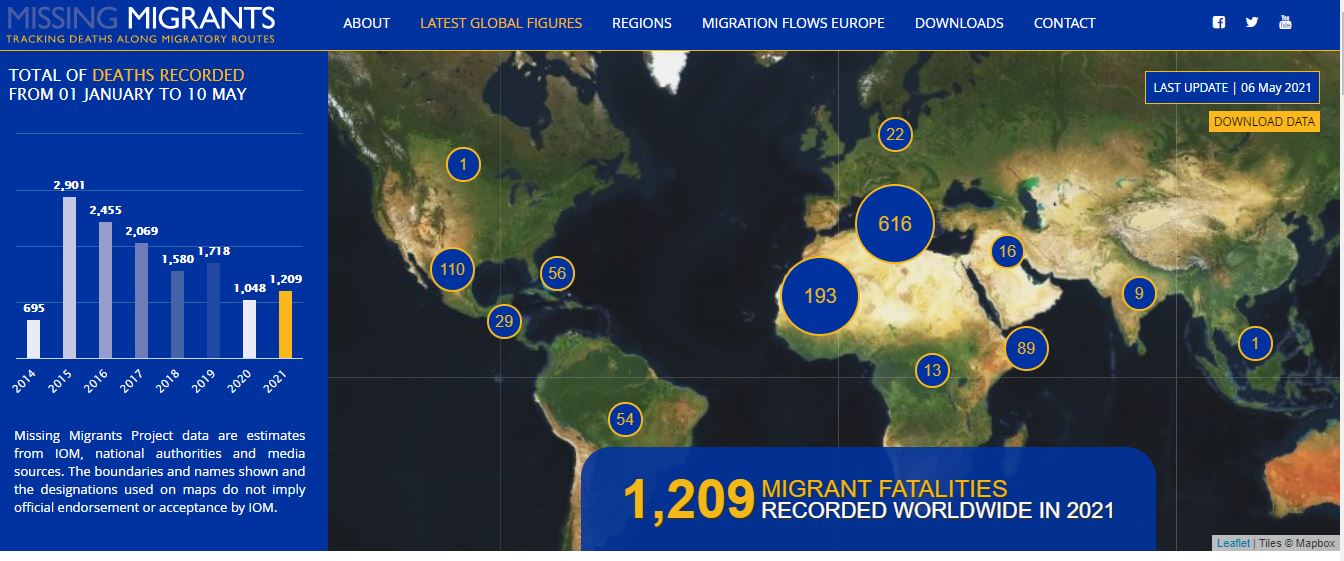 MISSING MIGRANTS
TRACKING DEATHS ALONG MIGRATORY ROUTES
ABOUT
LATEST GLOBAL FIGURES
REGIONS
MIGRATION FLOWS EUROPE
DOWNLOADS
CONTACT
You
Tube
TOTAL OF DEATHS RECORDED
FROM 01 JANUARY TO 10 MAY
695
2,901
2,455
2,069
1,580
1,718
1,048
1,209
2014
2015
2016
2017
2018
2019
2020
2021
Missing Migrants Project data are estimates
from IOM, national authorities and media
sources. The boundaries and names shown and
the designations used on maps do not imply
official endorsement or acceptance by IOM.
LAST UPDATE | 06 May 2021
DOWNLOAD DATA
22
1
616
16
110
56
193
9
29
89
1
13
54
1,209 MIGRANT FATALITIES
RECORDED WORLDWIDE IN 2021
Leaflet | Tiles © Mapbox